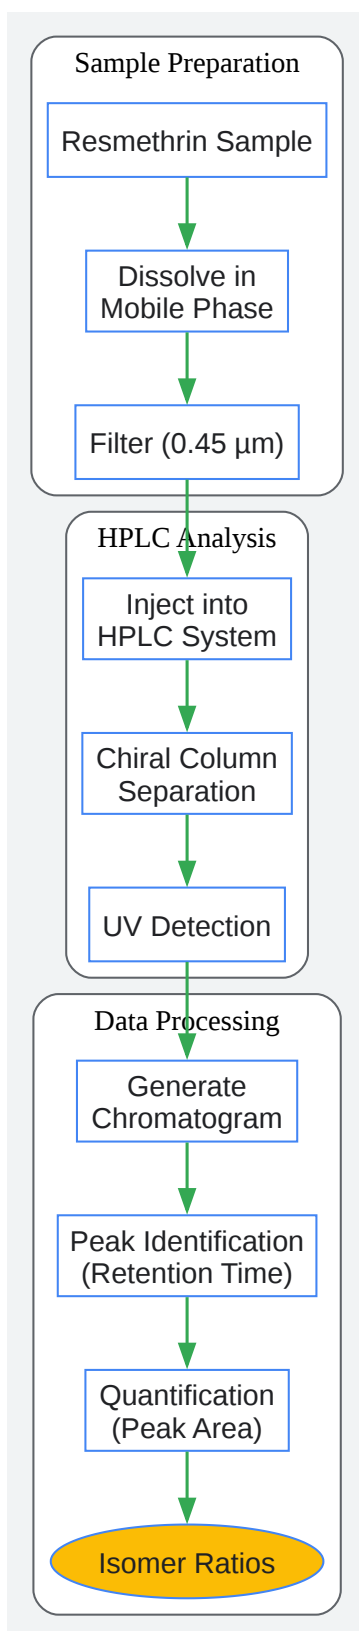 Sample Preparation
Resmethrin Sample
Dissolve in
Mobile Phase
Filter (0.45 µm)
HPLC Analysis
Inject into
HPLC System
Chiral Column
Separation
UV Detection
Data Processing
Generate
Chromatogram
Peak Identification
(Retention Time)
Quantification
(Peak Area)
Isomer Ratios